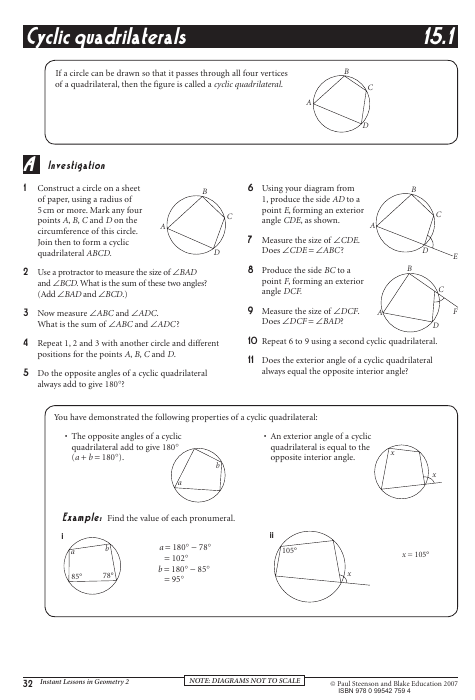 Cyclic quadrilaterals 15.1
If a circle can be drawn so that it passes through all four vertices
of a quadrilateral, then the figure is called a cyclic quadrilateral.
A
B
C
D
A Investigation
1 Construct a circle on a sheet
of paper, using a radius of
5 cm or more. Mark any four
points A, B, C and D on the
circumference of this circle.
Join then to form a cyclic
quadrilateral ABCD.
A
B
C
D
2 Use a protractor to measure the size of ∠BAD
and ∠BCD. What is the sum of these two angles?
(Add ∠BAD and ∠BCD.)
3 Now measure ∠ABC and ∠ADC.
What is the sum of ∠ABC and ∠ADC?
4 Repeat 1, 2 and 3 with another circle and different
positions for the points A, B, C and D.
5 Do the opposite angles of a cyclic quadrilateral
always add to give 180°?
6 Using your diagram from
1, produce the side AD to a
point E, forming an exterior
angle CDE, as shown.
A
B
C
D
E
7 Measure the size of ∠CDE.
Does ∠CDE = ∠ABC?
8 Produce the side BC to a
point F, forming an exterior
angle DCF.
A
B
C
D
F
9 Measure the size of ∠DCF.
Does ∠DCF = ∠BAD?
10 Repeat 6 to 9 using a second cyclic quadrilateral.
11 Does the exterior angle of a cyclic quadrilateral
always equal the opposite interior angle?
You have demonstrated the following properties of a cyclic quadrilateral:
• The opposite angles of a cyclic
quadrilateral add to give 180°
(a + b = 180°).
a
b
• An exterior angle of a cyclic
quadrilateral is equal to the
opposite interior angle.
x
x
Example: Find the value of each pronumeral.
i
a
b
85°
78°
a = 180° − 78°
= 102°
b = 180° − 85°
= 95°
ii
105°
x
x = 105°
32 Instant Lessons in Geometry 2
NOTE: DIAGRAMS NOT TO SCALE
© Paul Steenson and Blake Education 2007
ISBN 978 0 99542 759 4